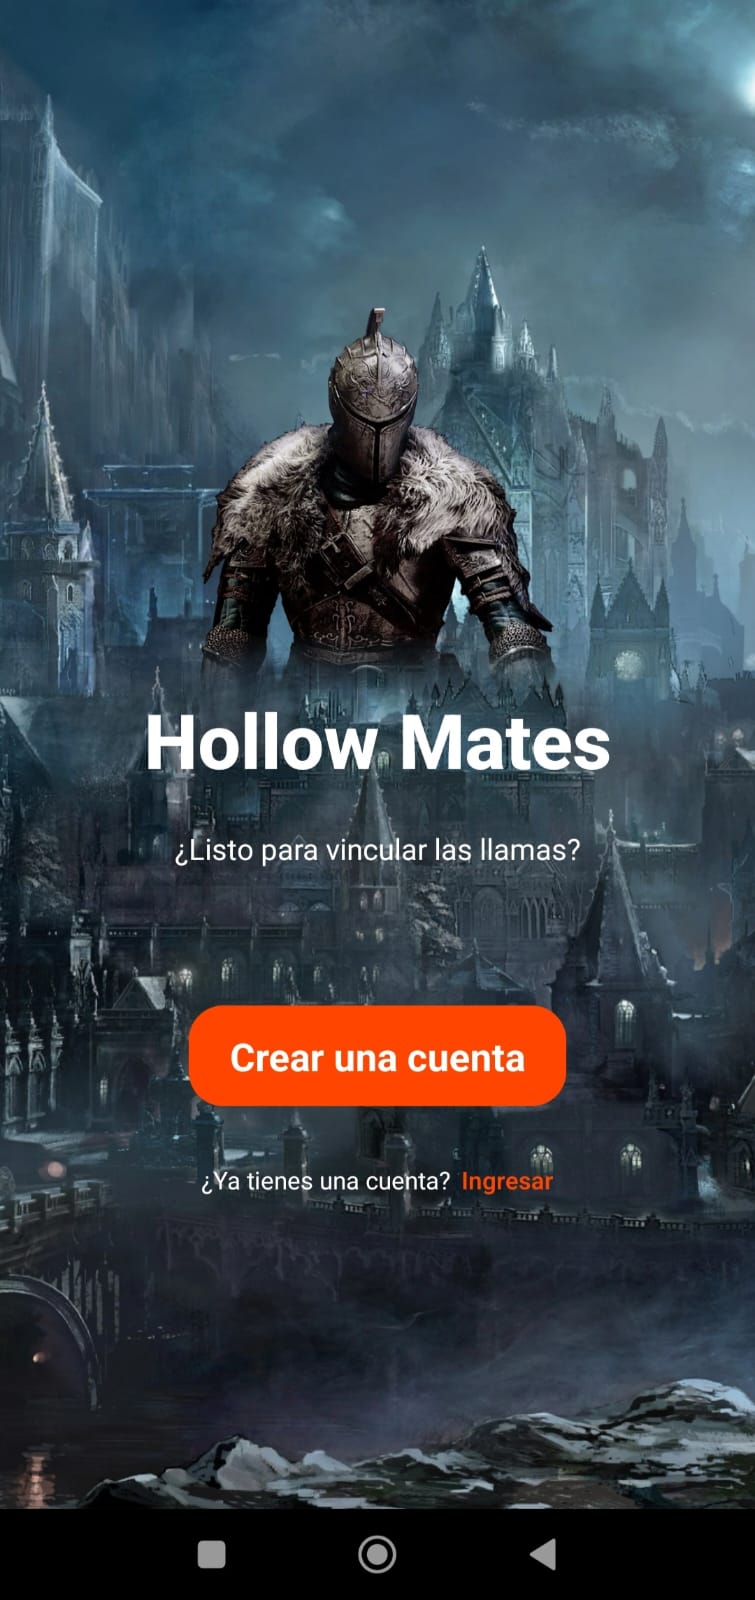 Hollow Mates
¿Listo para vincular las llamas?
Crear una cuenta
¿Ya tienes una cuenta? Ingresar